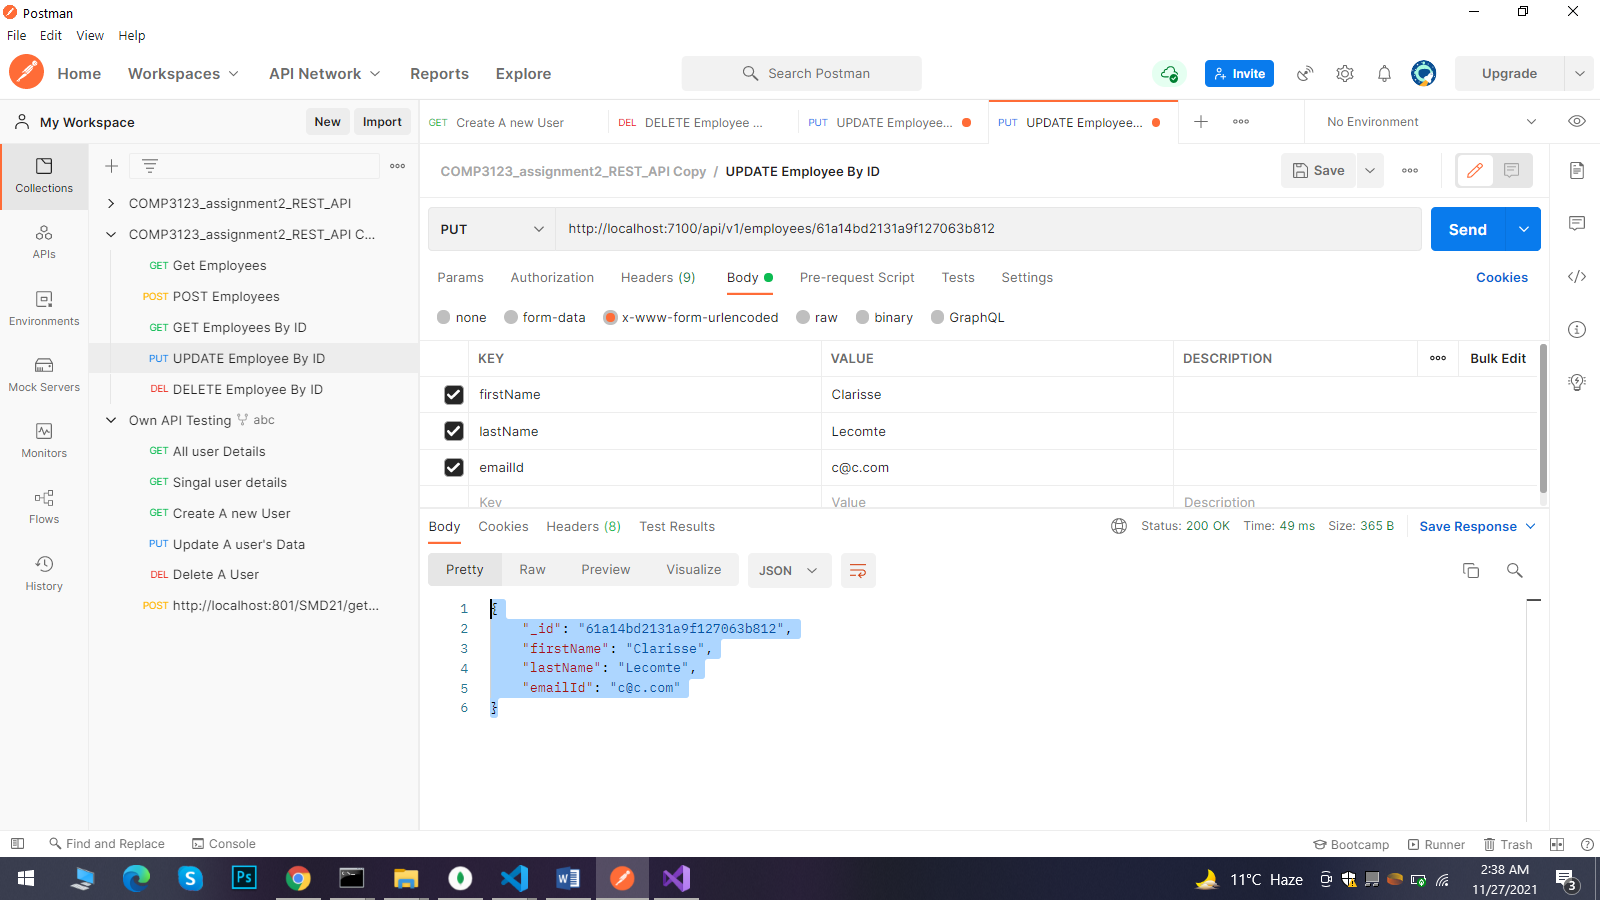 Postman
File Edit View Help
Home Workspaces API Network Reports Explore Search Postman Invite Upgrade
My Workspace New Import
GET Create A new User DEL DELETE Employee ... PUT UPDATE Employee... PUT UPDATE Employee... No Environment
Collections
APIs
Environments
Mock Servers
Monitors
Flows
History
COMP3123_assignment2_REST_API
COMP3123_assignment2_REST_API C...
GET Get Employees
POST POST Employees
GET GET Employees By ID
PUT UPDATE Employee By ID
DEL DELETE Employee By ID
Own API Testing abc
GET All user Details
GET Singal user details
GET Create A new User
PUT Update A user's Data
DEL Delete A User
POST http://localhost:801/SMD21/get...
COMP3123_assignment2_REST_API Copy / UPDATE Employee By ID Save
PUT http://localhost:7100/api/v1/employees/61a14bd2131a9f127063b812 Send
Params Authorization Headers (9) Body Pre-request Script Tests Settings Cookies
none form-data x-www-form-urlencoded raw binary GraphQL
KEY VALUE DESCRIPTION Bulk Edit
firstName Clarisse
lastName Lecomte
emailId c@c.com
Key Value Description
Body Cookies Headers (8) Test Results Status: 200 OK Time: 49 ms Size: 365 B Save Response
Pretty Raw Preview Visualize JSON
1 {
2 "_id": "61a14bd2131a9f127063b812",
3 "firstName": "Clarisse",
4 "lastName": "Lecomte",
5 "emailId": "c@c.com"
6 }
Find and Replace Console Bootcamp Runner Trash
Ps 11°C Haze 2:38 AM
11/27/2021 3